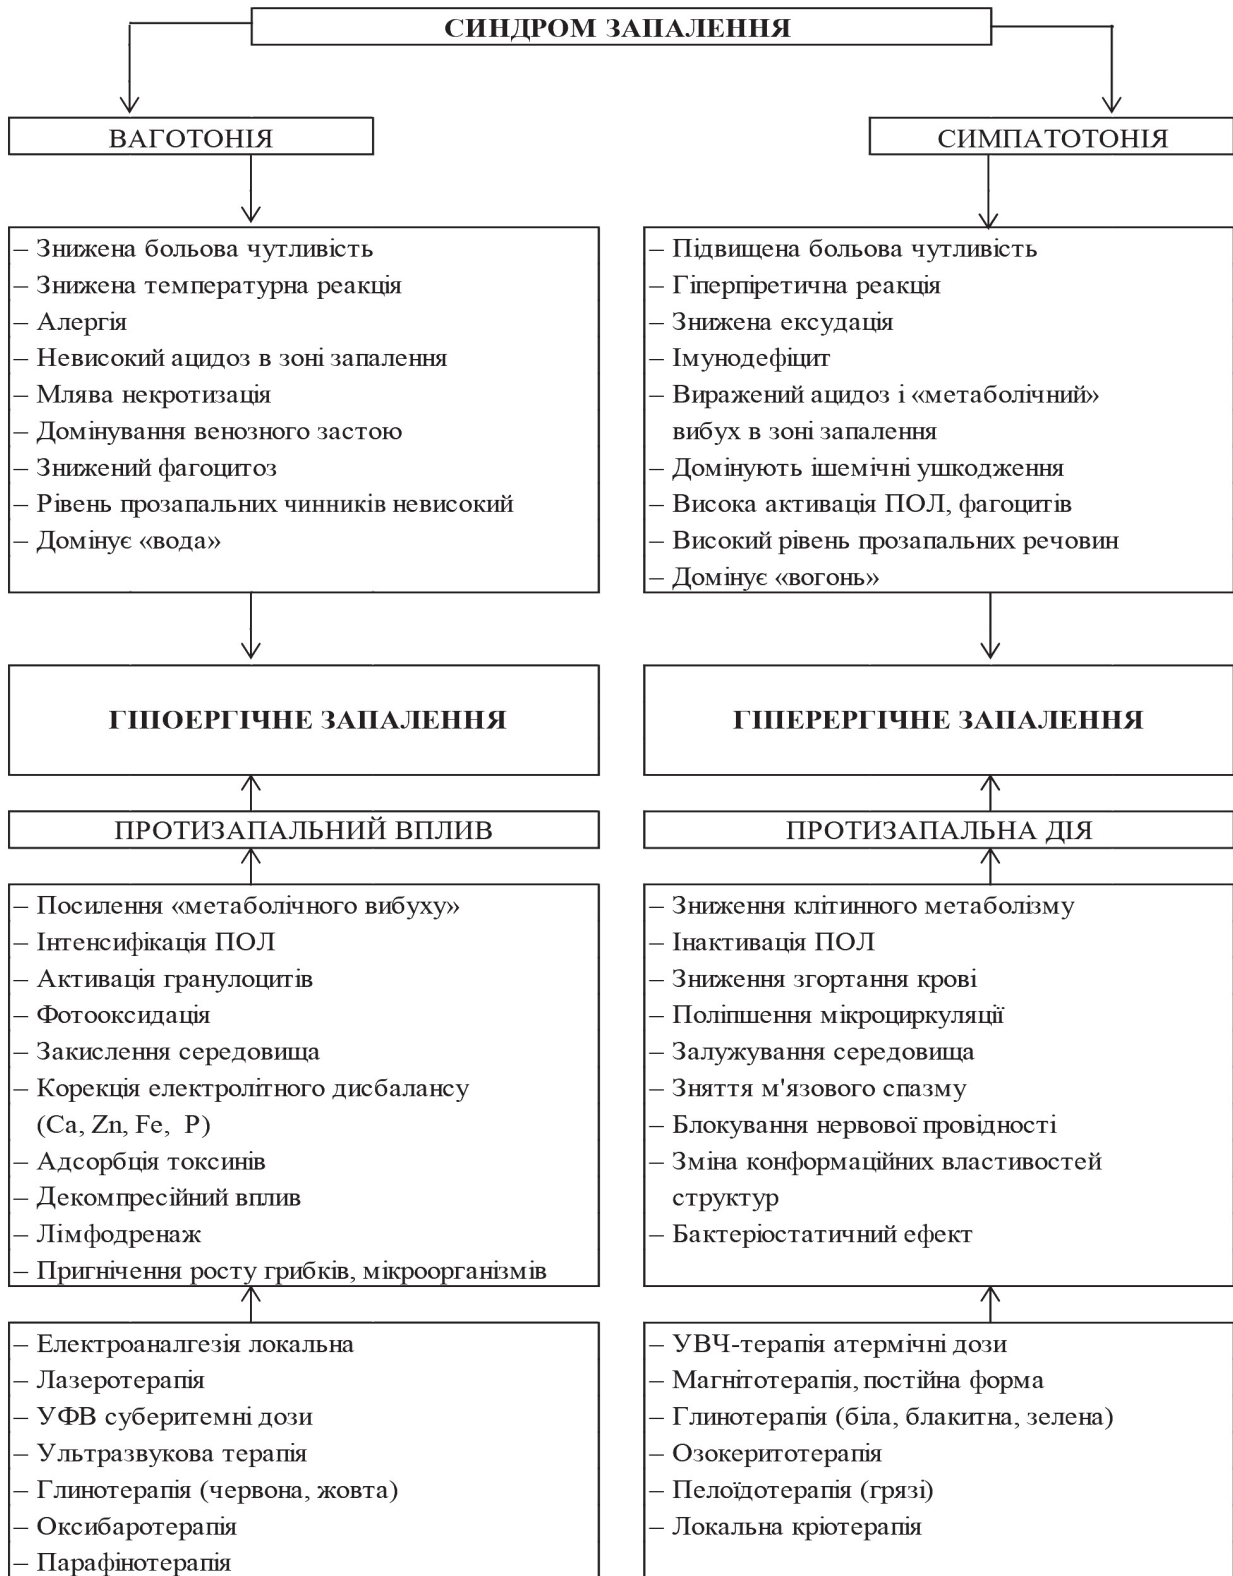 СИНДРОМ ЗАПАЛЕННЯ
ВАГОТОНІЯ
СИМПАТОТОНІЯ
– Знижена больова чутливість
– Знижена температурна реакція
– Алергія
– Невисокий ацидоз в зоні запалення
– Млява некротизація
– Домінування венозного застою
– Знижений фагоцитоз
– Рівень прозапальних чинників невисокий
– Домінує «вода»
– Підвищена больова чутливість
– Гіперпіретична реакція
– Знижена ексудація
– Імунодефіцит
– Виражений ацидоз і «метаболічний»
вибух в зоні запалення
– Домінують ішемічні ушкодження
– Висока активація ПОЛ, фагоцитів
– Високий рівень прозапальних речовин
– Домінує «вогонь»
ГІПОЕРГІЧНЕ ЗАПАЛЕННЯ
ГІПЕРЕРГІЧНЕ ЗАПАЛЕННЯ
ПРОТИЗАПАЛЬНИЙ ВПЛИВ
ПРОТИЗАПАЛЬНА ДІЯ
– Посилення «метаболічного вибуху»
– Інтенсифікація ПОЛ
– Активація гранулоцитів
– Фотооксидація
– Закислення середовища
– Корекція електролітного дисбалансу
(Ca, Zn, Fe, P)
– Адсорбція токсинів
– Декомпресійний вплив
– Лімфодренаж
– Пригнічення росту грибків, мікроорганізмів
– Зниження клітинного метаболізму
– Інактивація ПОЛ
– Зниження згортання крові
– Поліпшення мікроциркуляції
– Залужування середовища
– Зняття м'язового спазму
– Блокування нервової провідності
– Зміна конформаційних властивостей
структур
– Бактеріостатичний ефект
– Електроаналгезія локальна
– Лазеротерапія
– УФВ суберитемні дози
– Ультразвукова терапія
– Глинотерапія (червона, жовта)
– Оксибаротерапія
– Парафінотерапія
– УВЧ-терапія атермічні дози
– Магнітотерапія, постійна форма
– Глинотерапія (біла, блакитна, зелена)
– Озокеритотерапія
– Пелоїдотерапія (грязі)
– Локальна кріотерапія